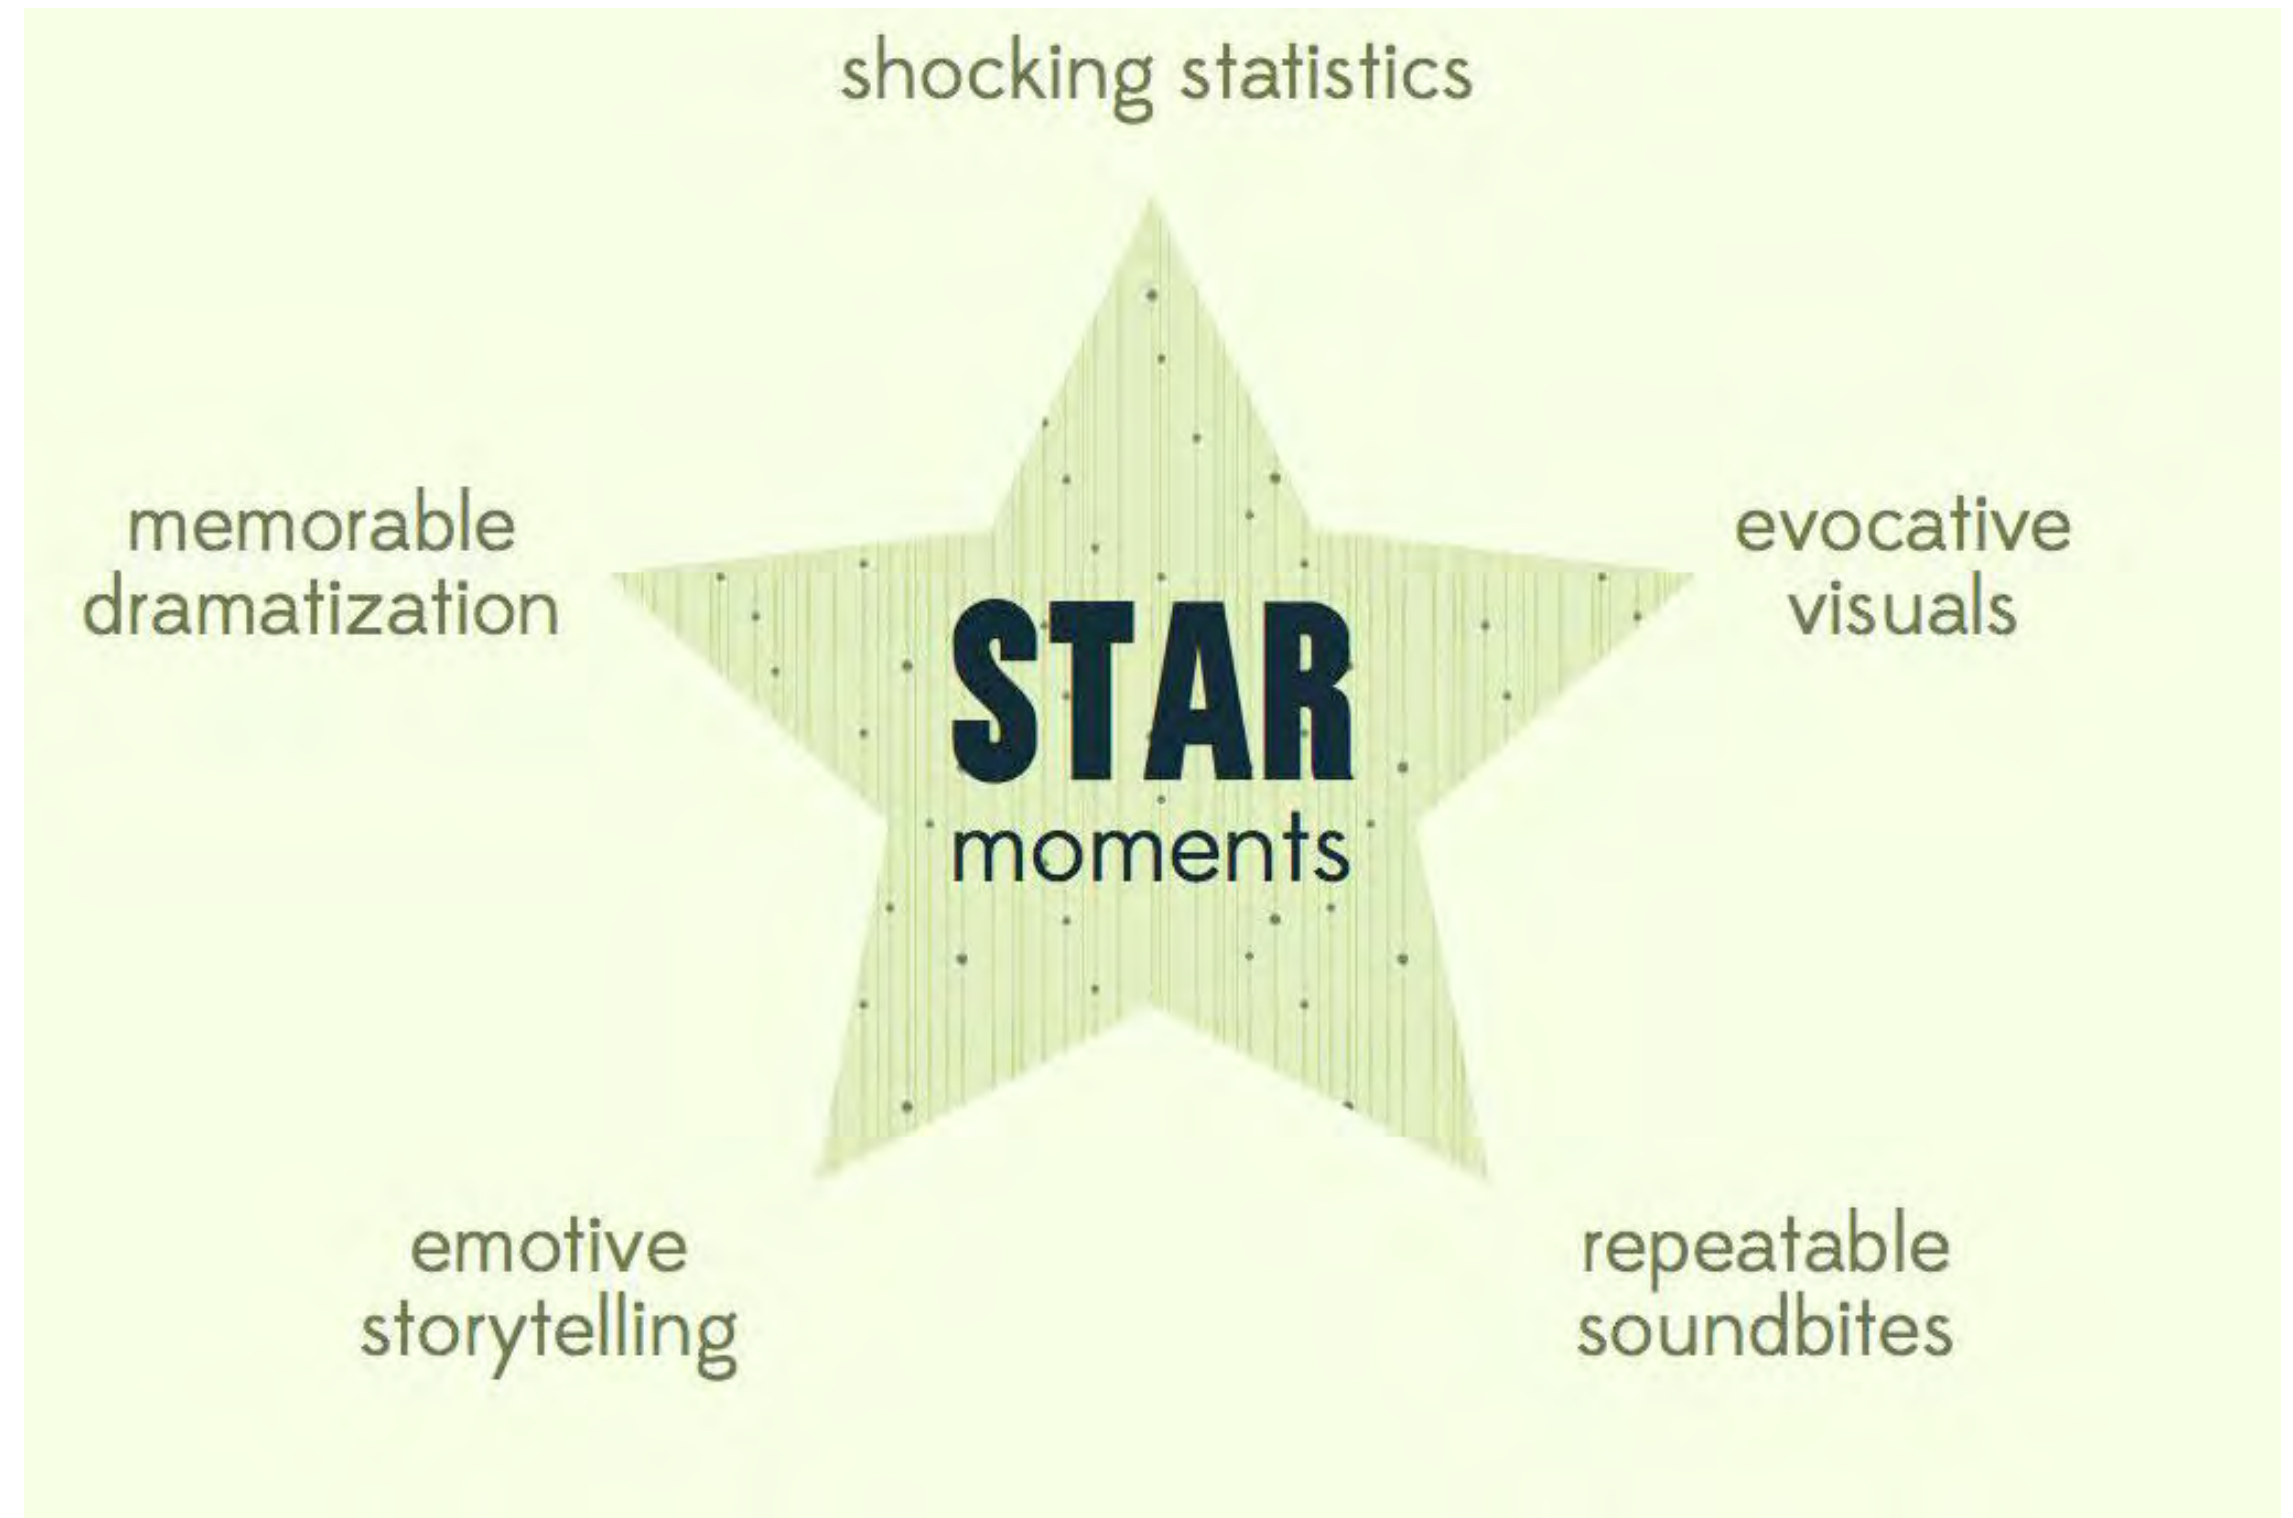 shocking statistics
memorable
dramatization
evocative
visuals
STAR
moments
emotive
storytelling
repeatable
soundbites